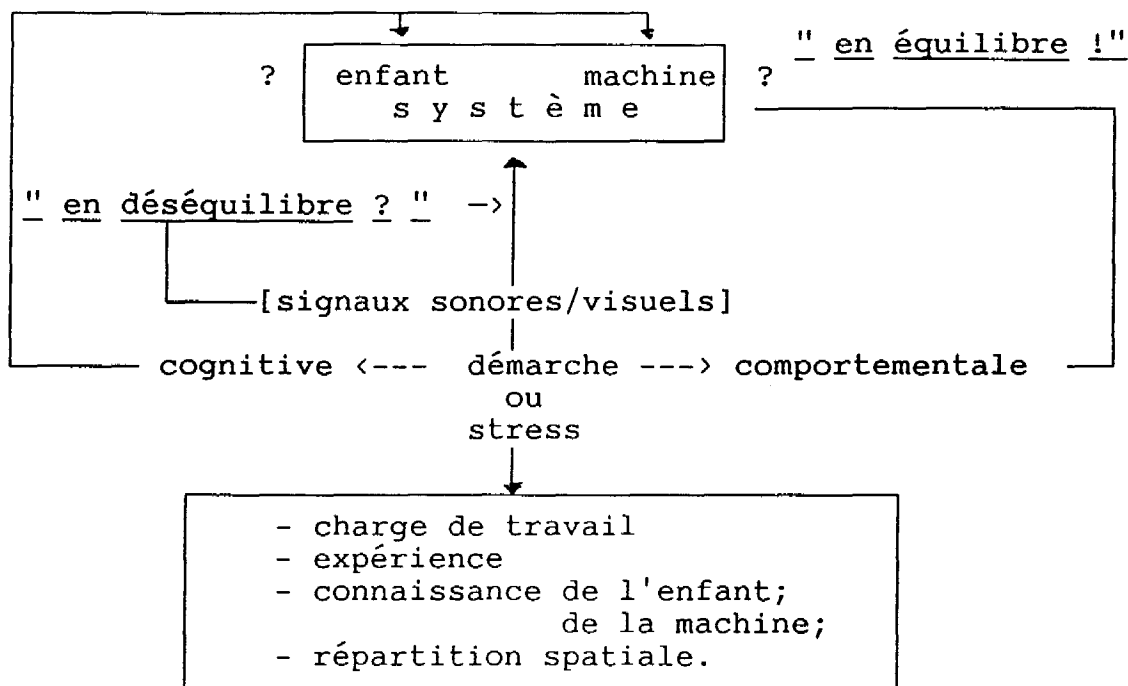 " en équilibre !"
? enfant machine ?
s y s t è m e
" en déséquilibre ? " —>
[signaux sonores/visuels]
cognitive <--- démarche ---> comportementale
ou
stress
- charge de travail
- expérience
- connaissance de l'enfant;
de la machine;
- répartition spatiale.